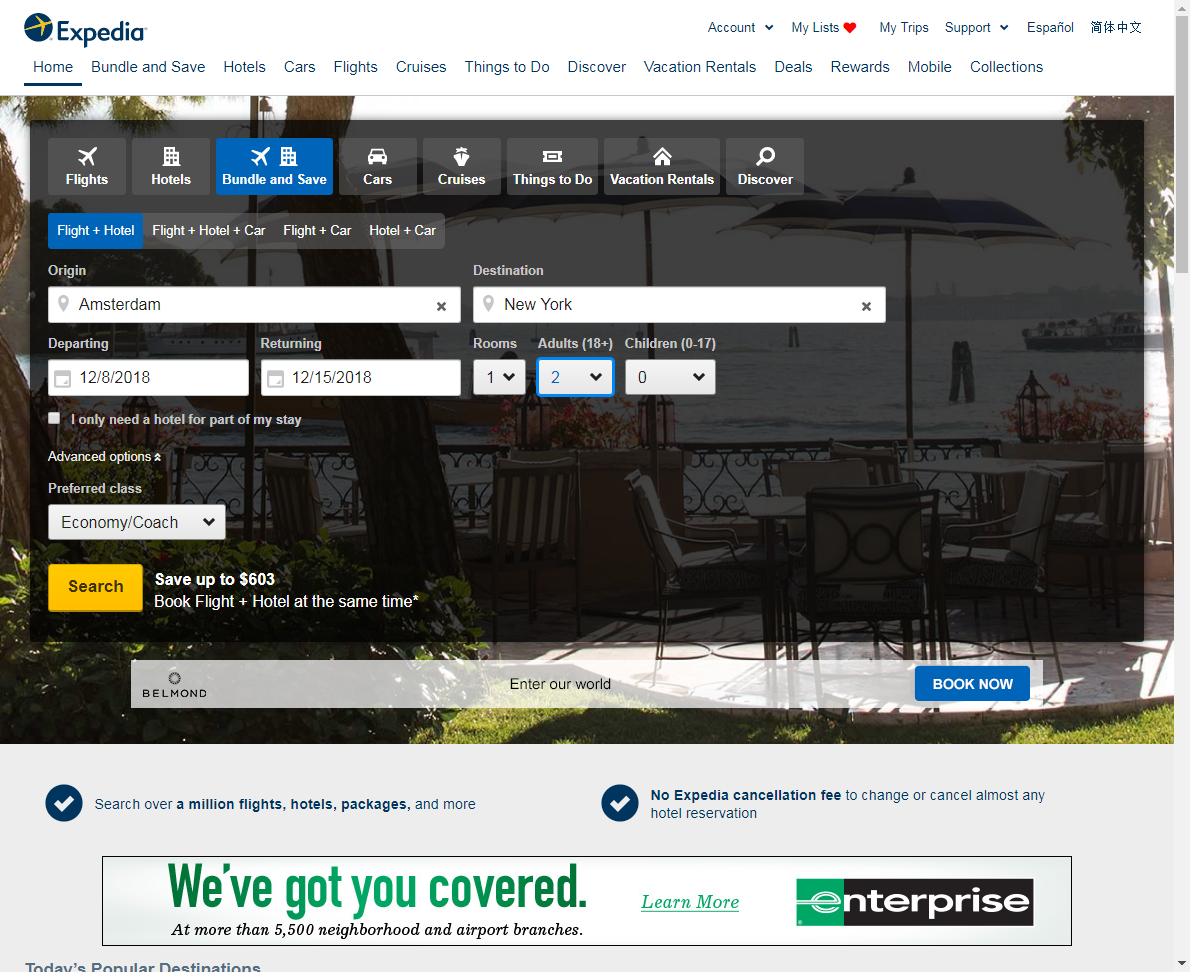 Expedia
Account My Lists My Trips Support Español 简体中文
Home Bundle and Save Hotels Cars Flights Cruises Things to Do Discover Vacation Rentals Deals Rewards Mobile Collections
Flights Hotels Bundle and Save Cars Cruises Things to Do Vacation Rentals Discover
Flight + Hotel Flight + Hotel + Car Flight + Car Hotel + Car
Origin Destination
Amsterdam New York
Departing Returning Rooms Adults (18+) Children (0-17)
12/8/2018 12/15/2018 1 2 0
I only need a hotel for part of my stay
Advanced options
Preferred class
Economy/Coach
Search
Save up to $603
Book Flight + Hotel at the same time*
BELMOND Enter our world BOOK NOW
Search over a million flights, hotels, packages, and more
No Expedia cancellation fee to change or cancel almost any
hotel reservation
We've got you covered.
At more than 5,500 neighborhood and airport branches.
Learn More
enterprise
Today's Popular Destinations